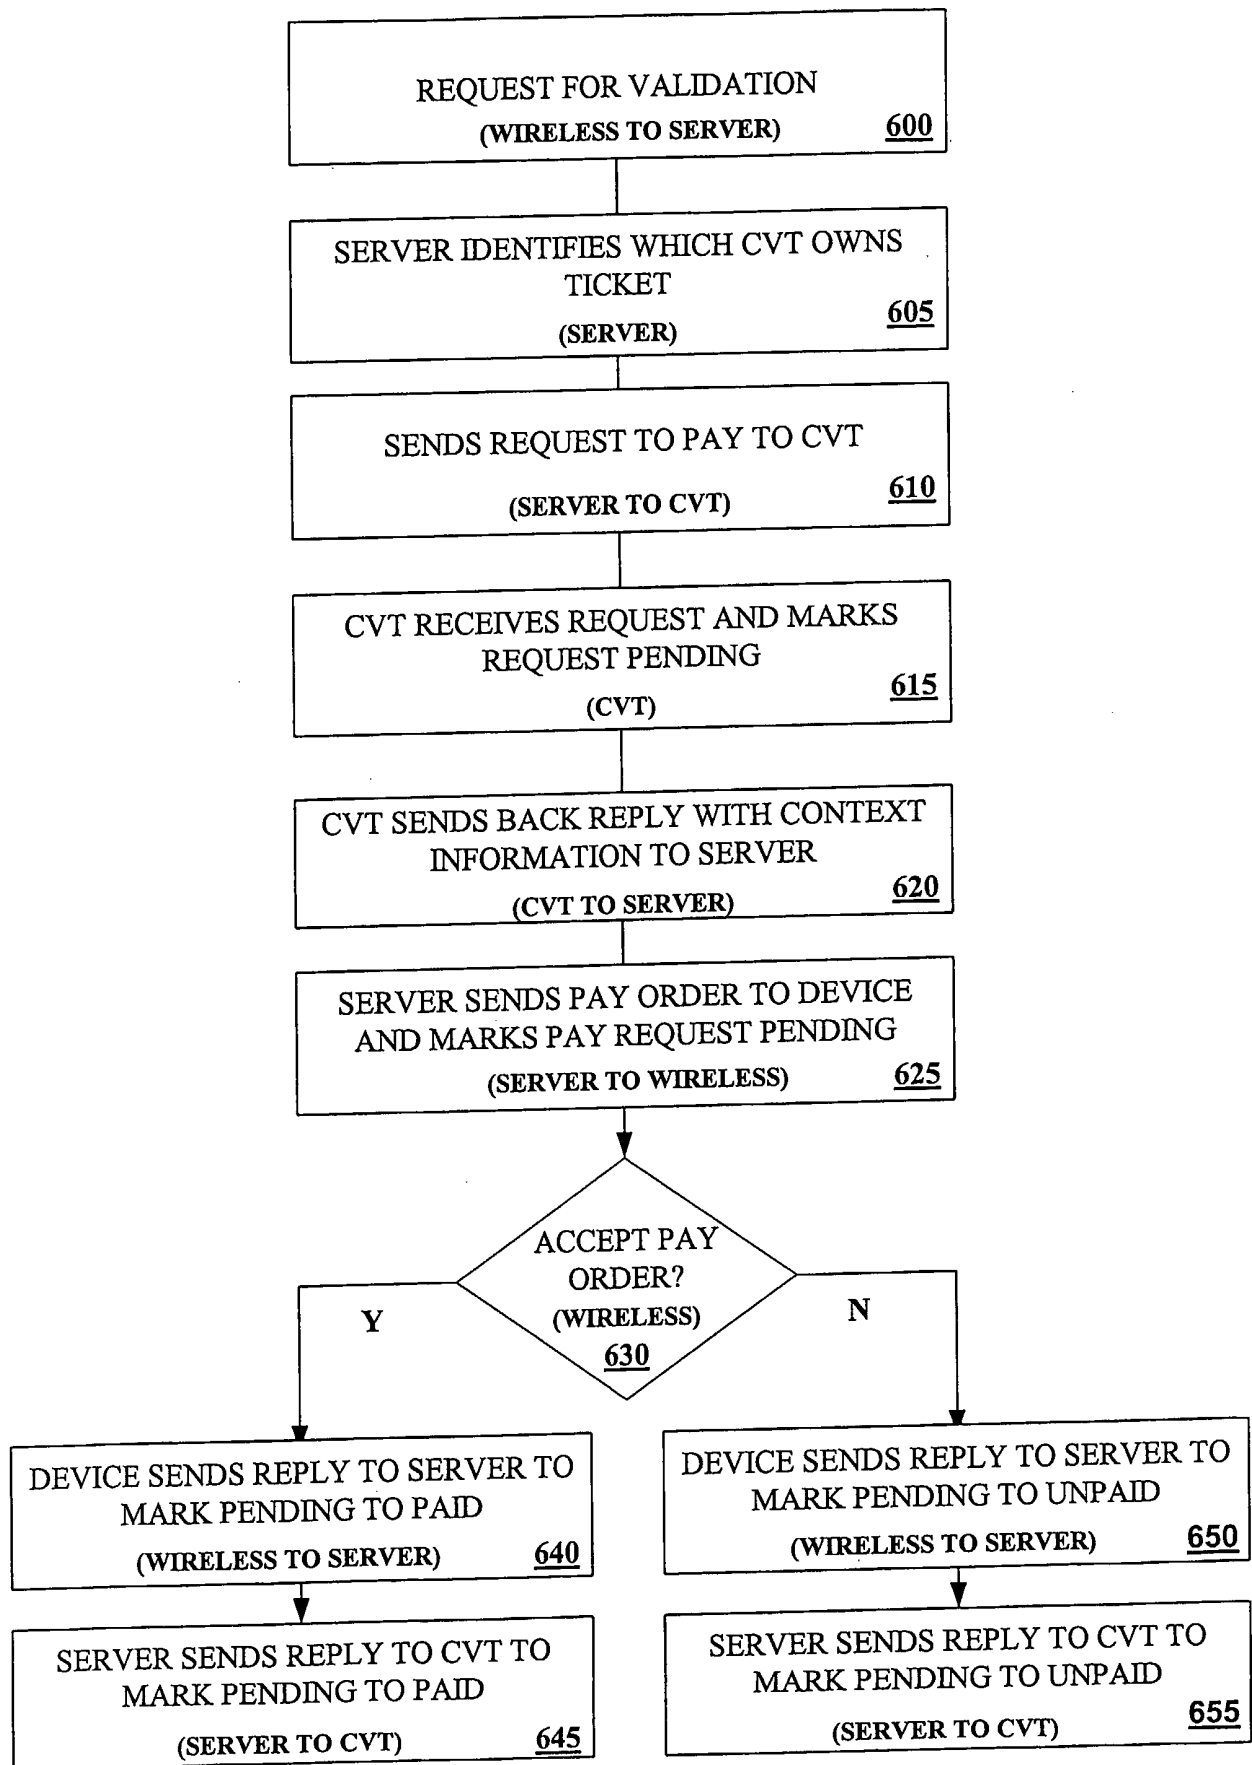 REQUEST FOR VALIDATION
(WIRELESS TO SERVER)
600
SERVER IDENTIFIES WHICH CVT OWNS
TICKET
605
(SERVER)
SENDS REQUEST TO PAY TO CVT
610
(SERVER TO CVT)
CVT RECEIVES REQUEST AND MARKS
REQUEST PENDING
615
(CVT)
CVT SENDS BACK REPLY WITH CONTEXT
INFORMATION TO SERVER
620
(CVT TO SERVER)
SERVER SENDS PAY ORDER TO DEVICE
AND MARKS PAY REQUEST PENDING
(SERVER TO WIRELESS)
625
ACCEPT PAY
ORDER?
(WIRELESS)
630
Y
N
DEVICE SENDS REPLY TO SERVER TO
MARK PENDING TO PAID
(WIRELESS TO SERVER)
640
DEVICE SENDS REPLY TO SERVER TO
MARK PENDING TO UNPAID
(WIRELESS TO SERVER)
650
SERVER SENDS REPLY TO CVT TO
MARK PENDING TO PAID
(SERVER TO CVT)
645
SERVER SENDS REPLY TO CVT TO
MARK PENDING TO UNPAID
(SERVER TO CVT)
655